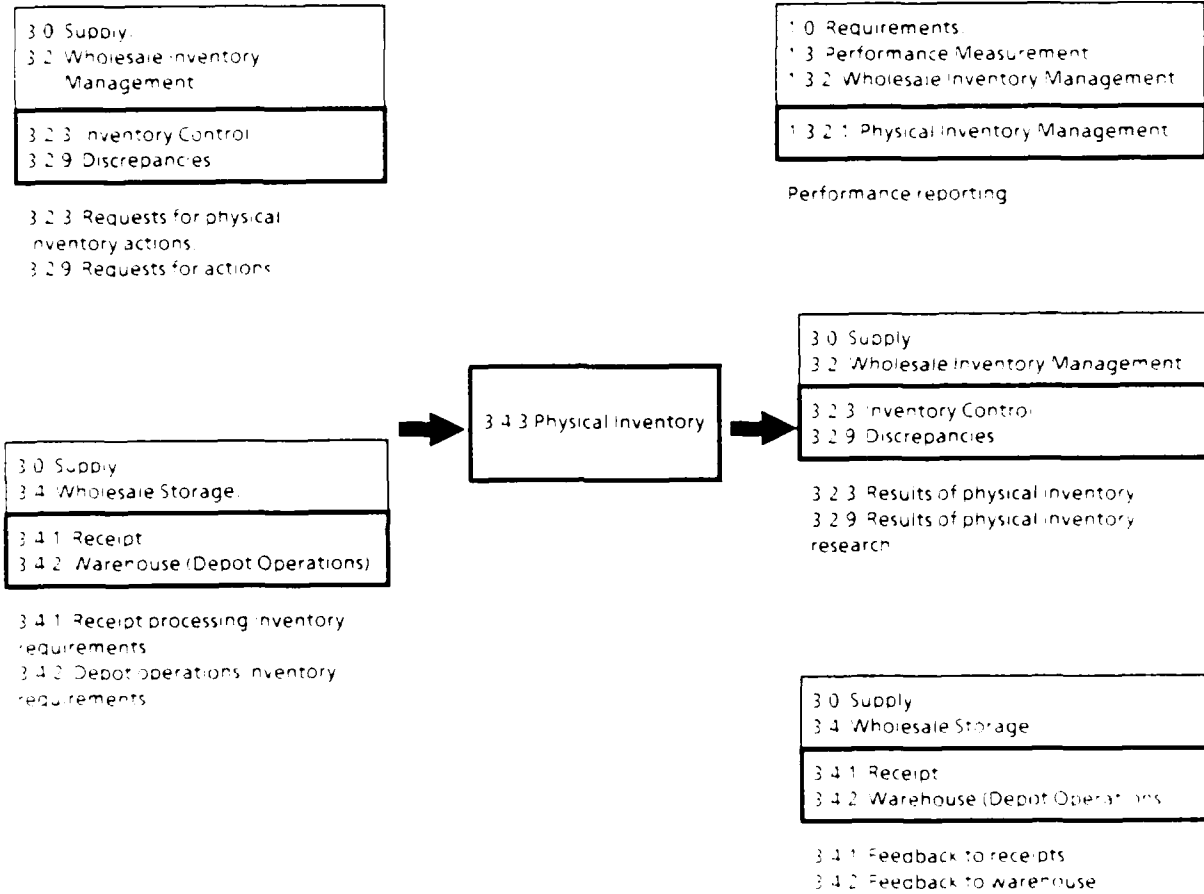 3.0 Supply.
3.2 Wholesale Inventory
Management
3.2.3 Inventory Control
3.2.9 Discrepancies
3.2.3 Requests for physical
inventory actions.
3.2.9 Requests for actions
3.0 Supply
3.4 Wholesale Storage.
3.4.1 Receipt
3.4.2 Warehouse (Depot Operations)
3.4.1 Receipt processing inventory
requirements
3.4.2 Depot operations inventory
requirements
3.4.3 Physical Inventory
1.0 Requirements.
1.3 Performance Measurement
1.3.2 Wholesale Inventory Management
1.3.2.1 Physical Inventory Management
Performance reporting
3.0 Supply
3.2 Wholesale Inventory Management
3.2.3 Inventory Control
3.2.9 Discrepancies
3.2.3 Results of physical inventory
3.2.9 Results of physical inventory
research
3.0 Supply
3.4 Wholesale Storage
3.4.1 Receipt
3.4.2 Warehouse (Depot Operations
3.4.1 Feedback to receipts
3.4.2 Feedback to warehouse